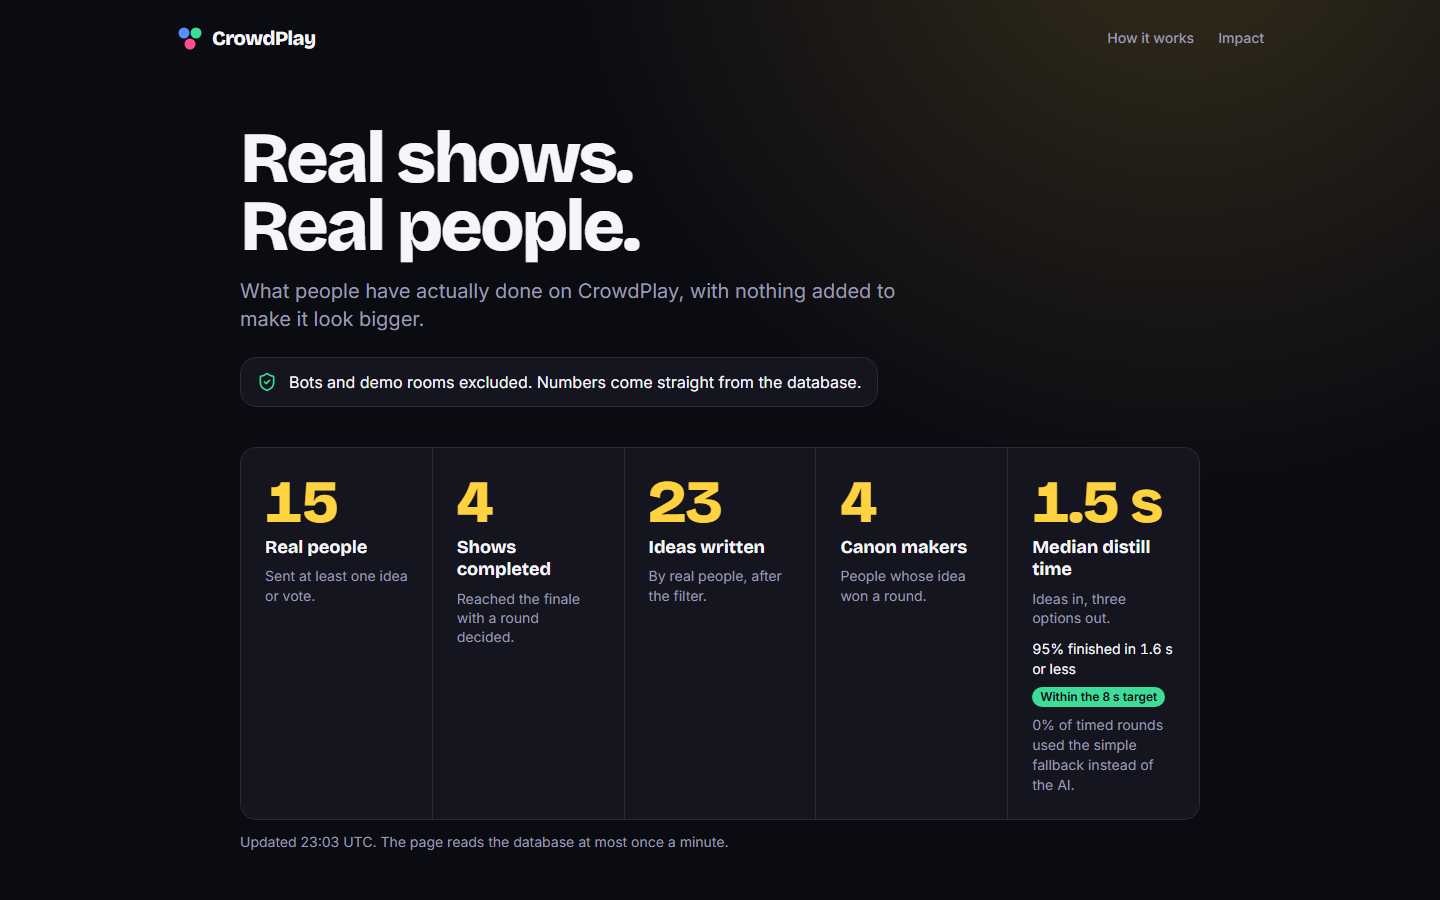 CrowdPlay
How it works
Impact
Real shows.
Real people.
What people have actually done on CrowdPlay, with nothing added to
make it look bigger.
Bots and demo rooms excluded. Numbers come straight from the database.
15
Real people
Sent at least one idea
or vote.
4
Shows
completed
Reached the finale
with a round
decided.
23
Ideas written
By real people, after
the filter.
4
Canon makers
People whose idea
won a round.
1.5 s
Median distill
time
Ideas in, three
options out.
95% finished in 1.6 s
or less
Within the 8 s target
0% of timed rounds
used the simple
fallback instead of
the AI.
Updated 23:03 UTC. The page reads the database at most once a minute.